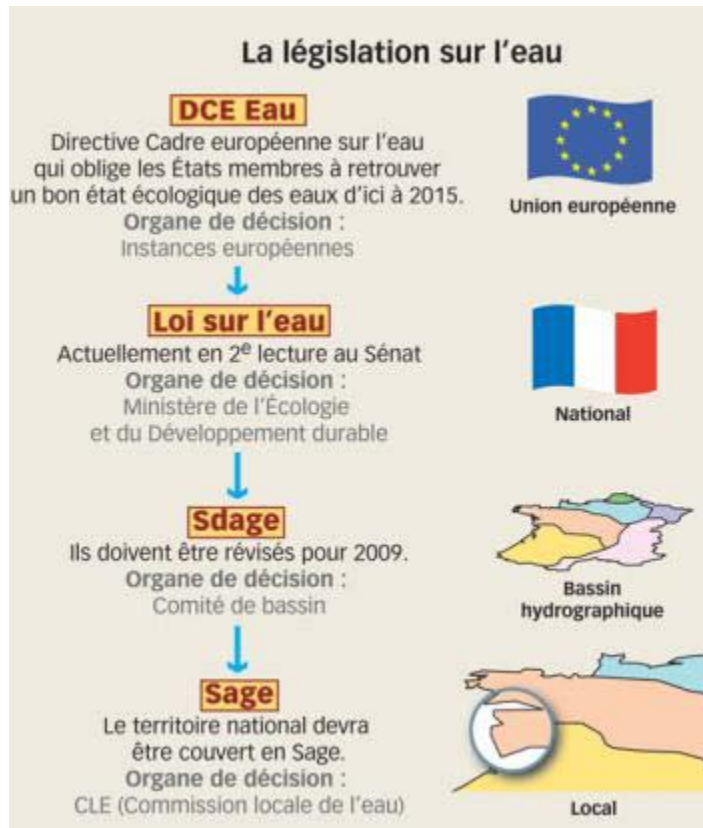 La législation sur l'eau
DCE Eau
Directive Cadre européenne sur l'eau
qui oblige les États membres à retrouver
un bon état écologique des eaux d'ici à 2015.
Organe de décision :
Instances européennes
Union européenne
Loi sur l'eau
Actuellement en 2e lecture au Sénat
Organe de décision :
Ministère de l'Écologie
et du Développement durable
National
Sdage
Ils doivent être révisés pour 2009.
Organe de décision :
Comité de bassin
Bassin
hydrographique
Sage
Le territoire national devra
être couvert en Sage.
Organe de décision :
CLE (Commission locale de l'eau)
Local